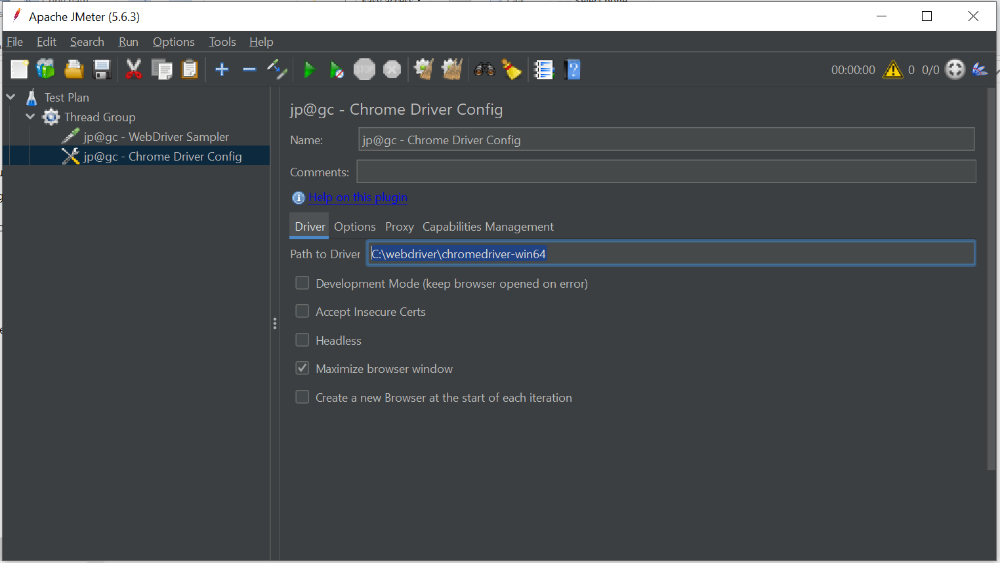 Apache JMeter (5.6.3)
File Edit Search Run Options Tools Help
STOP
00:00:00 0 0/0
Test Plan
Thread Group
jp@gc - WebDriver Sampler
jp@gc - Chrome Driver Config
jp@gc - Chrome Driver Config
Name: jp@gc - Chrome Driver Config
Comments:
Help on this plugin
Driver Options Proxy Capabilities Management
Path to Driver C:\webdriver\chromedriver-win64
Development Mode (keep browser opened on error)
Accept Insecure Certs
Headless
Maximize browser window
Create a new Browser at the start of each iteration